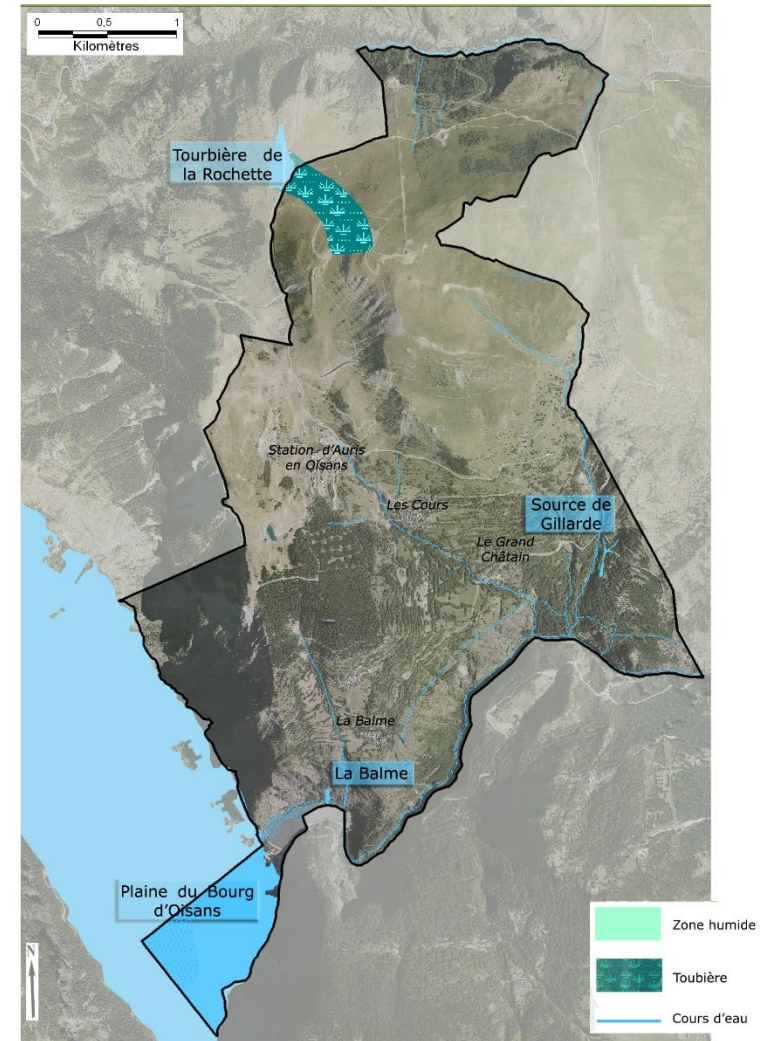 0 0,5 1
Kilomètres
Tourbière de
la Rochette
Station d'Auris
en Oisans
Les Cours
Source de
Gillarde
Le Grand
Châtain
La Balme
La Balme
Plaine du Bourg
d'Oisans
N
Zone humide
Toubière
Cours d'eau